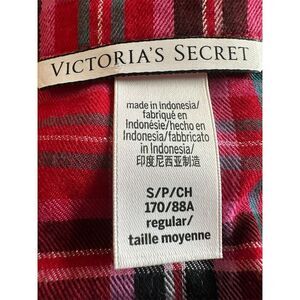 VICTORIA'S SECRET
made in Indonesia/
fabriqué en
Indonésie/hecho en
Indonesia/fabbricato
in Indonesia/
印度尼西亚制造
S/P/CH
170/88A
regular/
taille moyenne